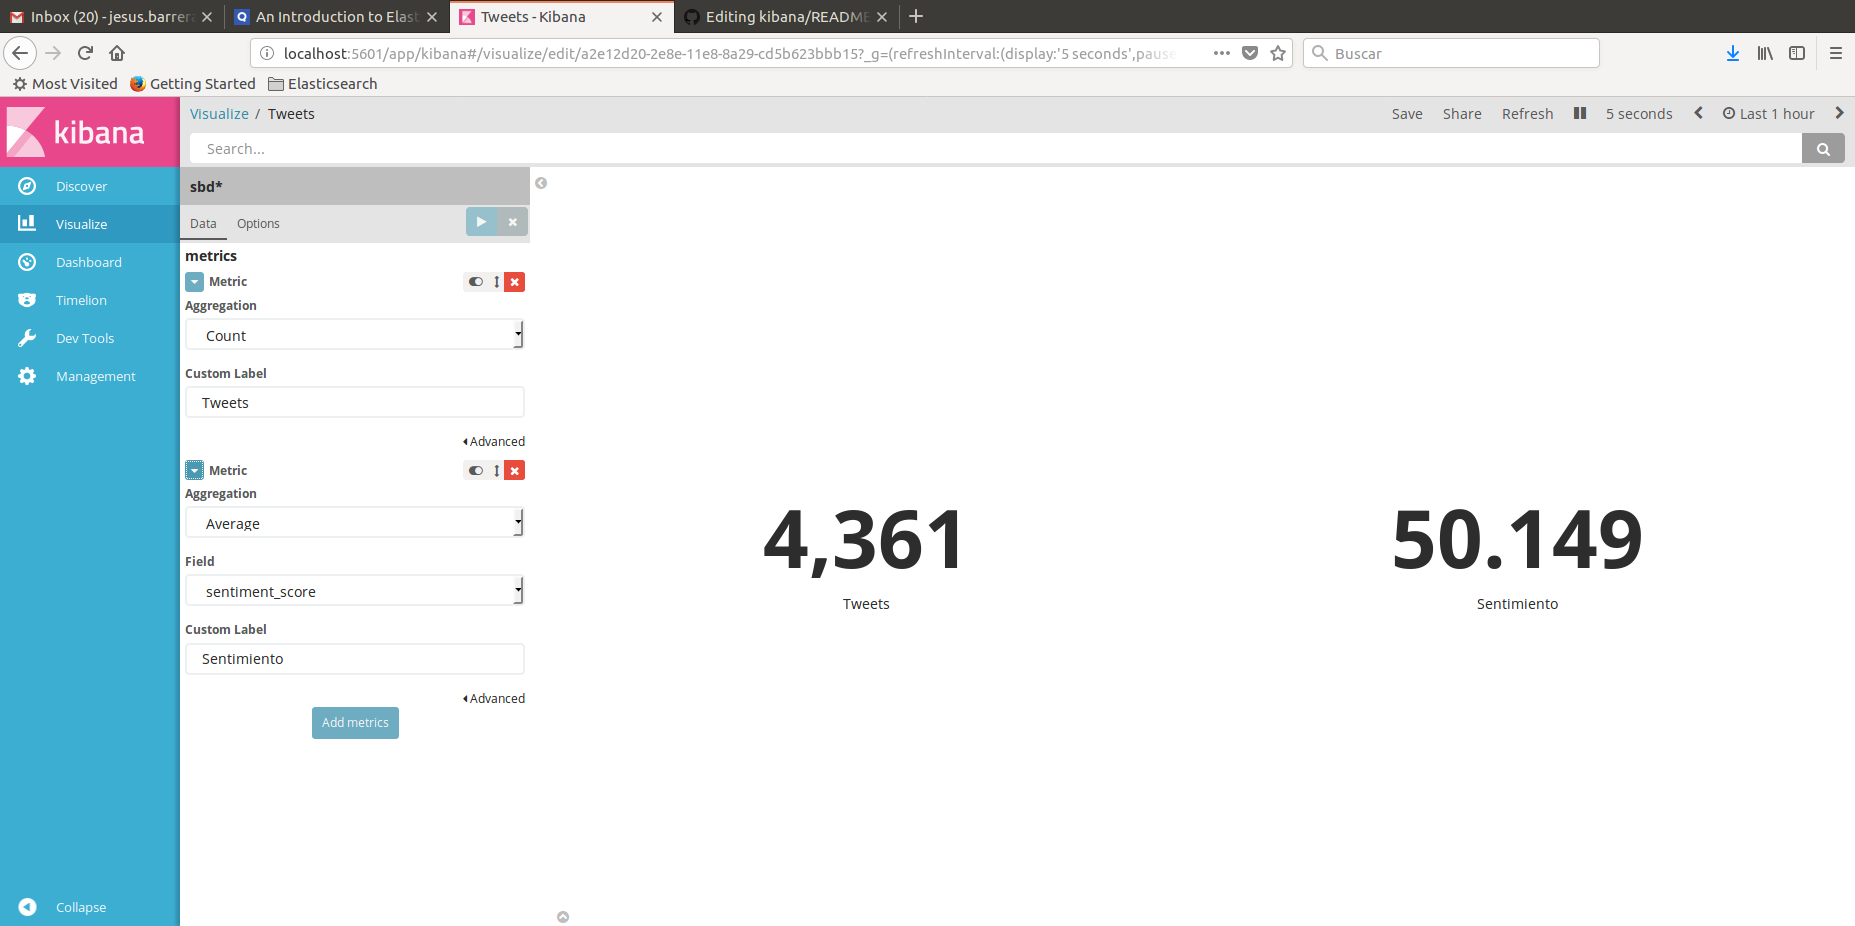 Inbox (20) - jesus.barrera
An Introduction to Elast
Tweets - Kibana
Editing kibana/README
localhost:5601/app/kibana#/visualize/edit/a2e12d20-2e8e-11e8-8a29-cd5b623bbb15?_g=(refreshInterval:(display:'5 seconds',pause
Buscar
Most Visited
Getting Started
Elasticsearch
kibana
Visualize / Tweets
Save
Share
Refresh
5 seconds
Last 1 hour
Search...
Discover
Visualize
Dashboard
Timelion
Dev Tools
Management
Collapse
sbd*
Data
Options
metrics
Metric
Aggregation
Count
Custom Label
Tweets
Advanced
Metric
Aggregation
Average
Field
sentiment_score
Custom Label
Sentimiento
Advanced
Add metrics
4,361
Tweets
50.149
Sentimiento